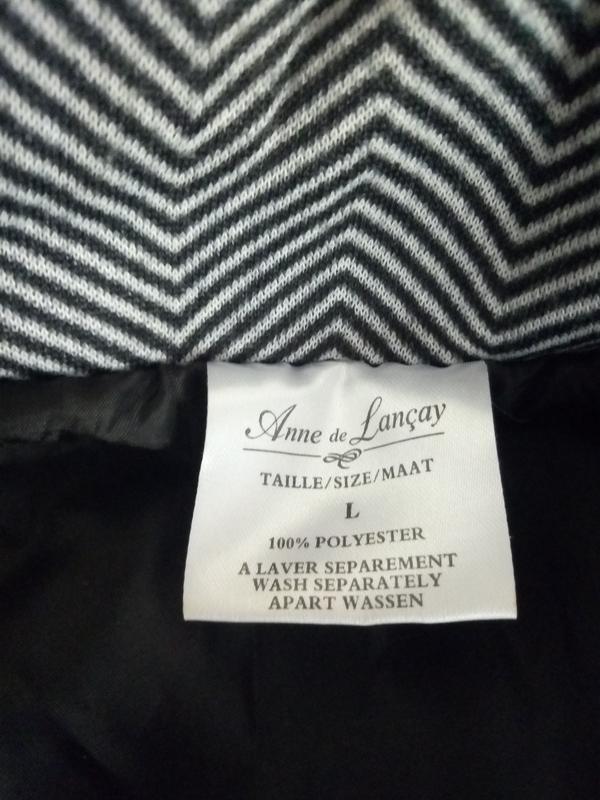 Anne de Lançay
TAILLE/SIZE/MAAT
L
100% POLYESTER
A LAVER SEPAREMENT
WASH SEPARATELY
APART WASSEN